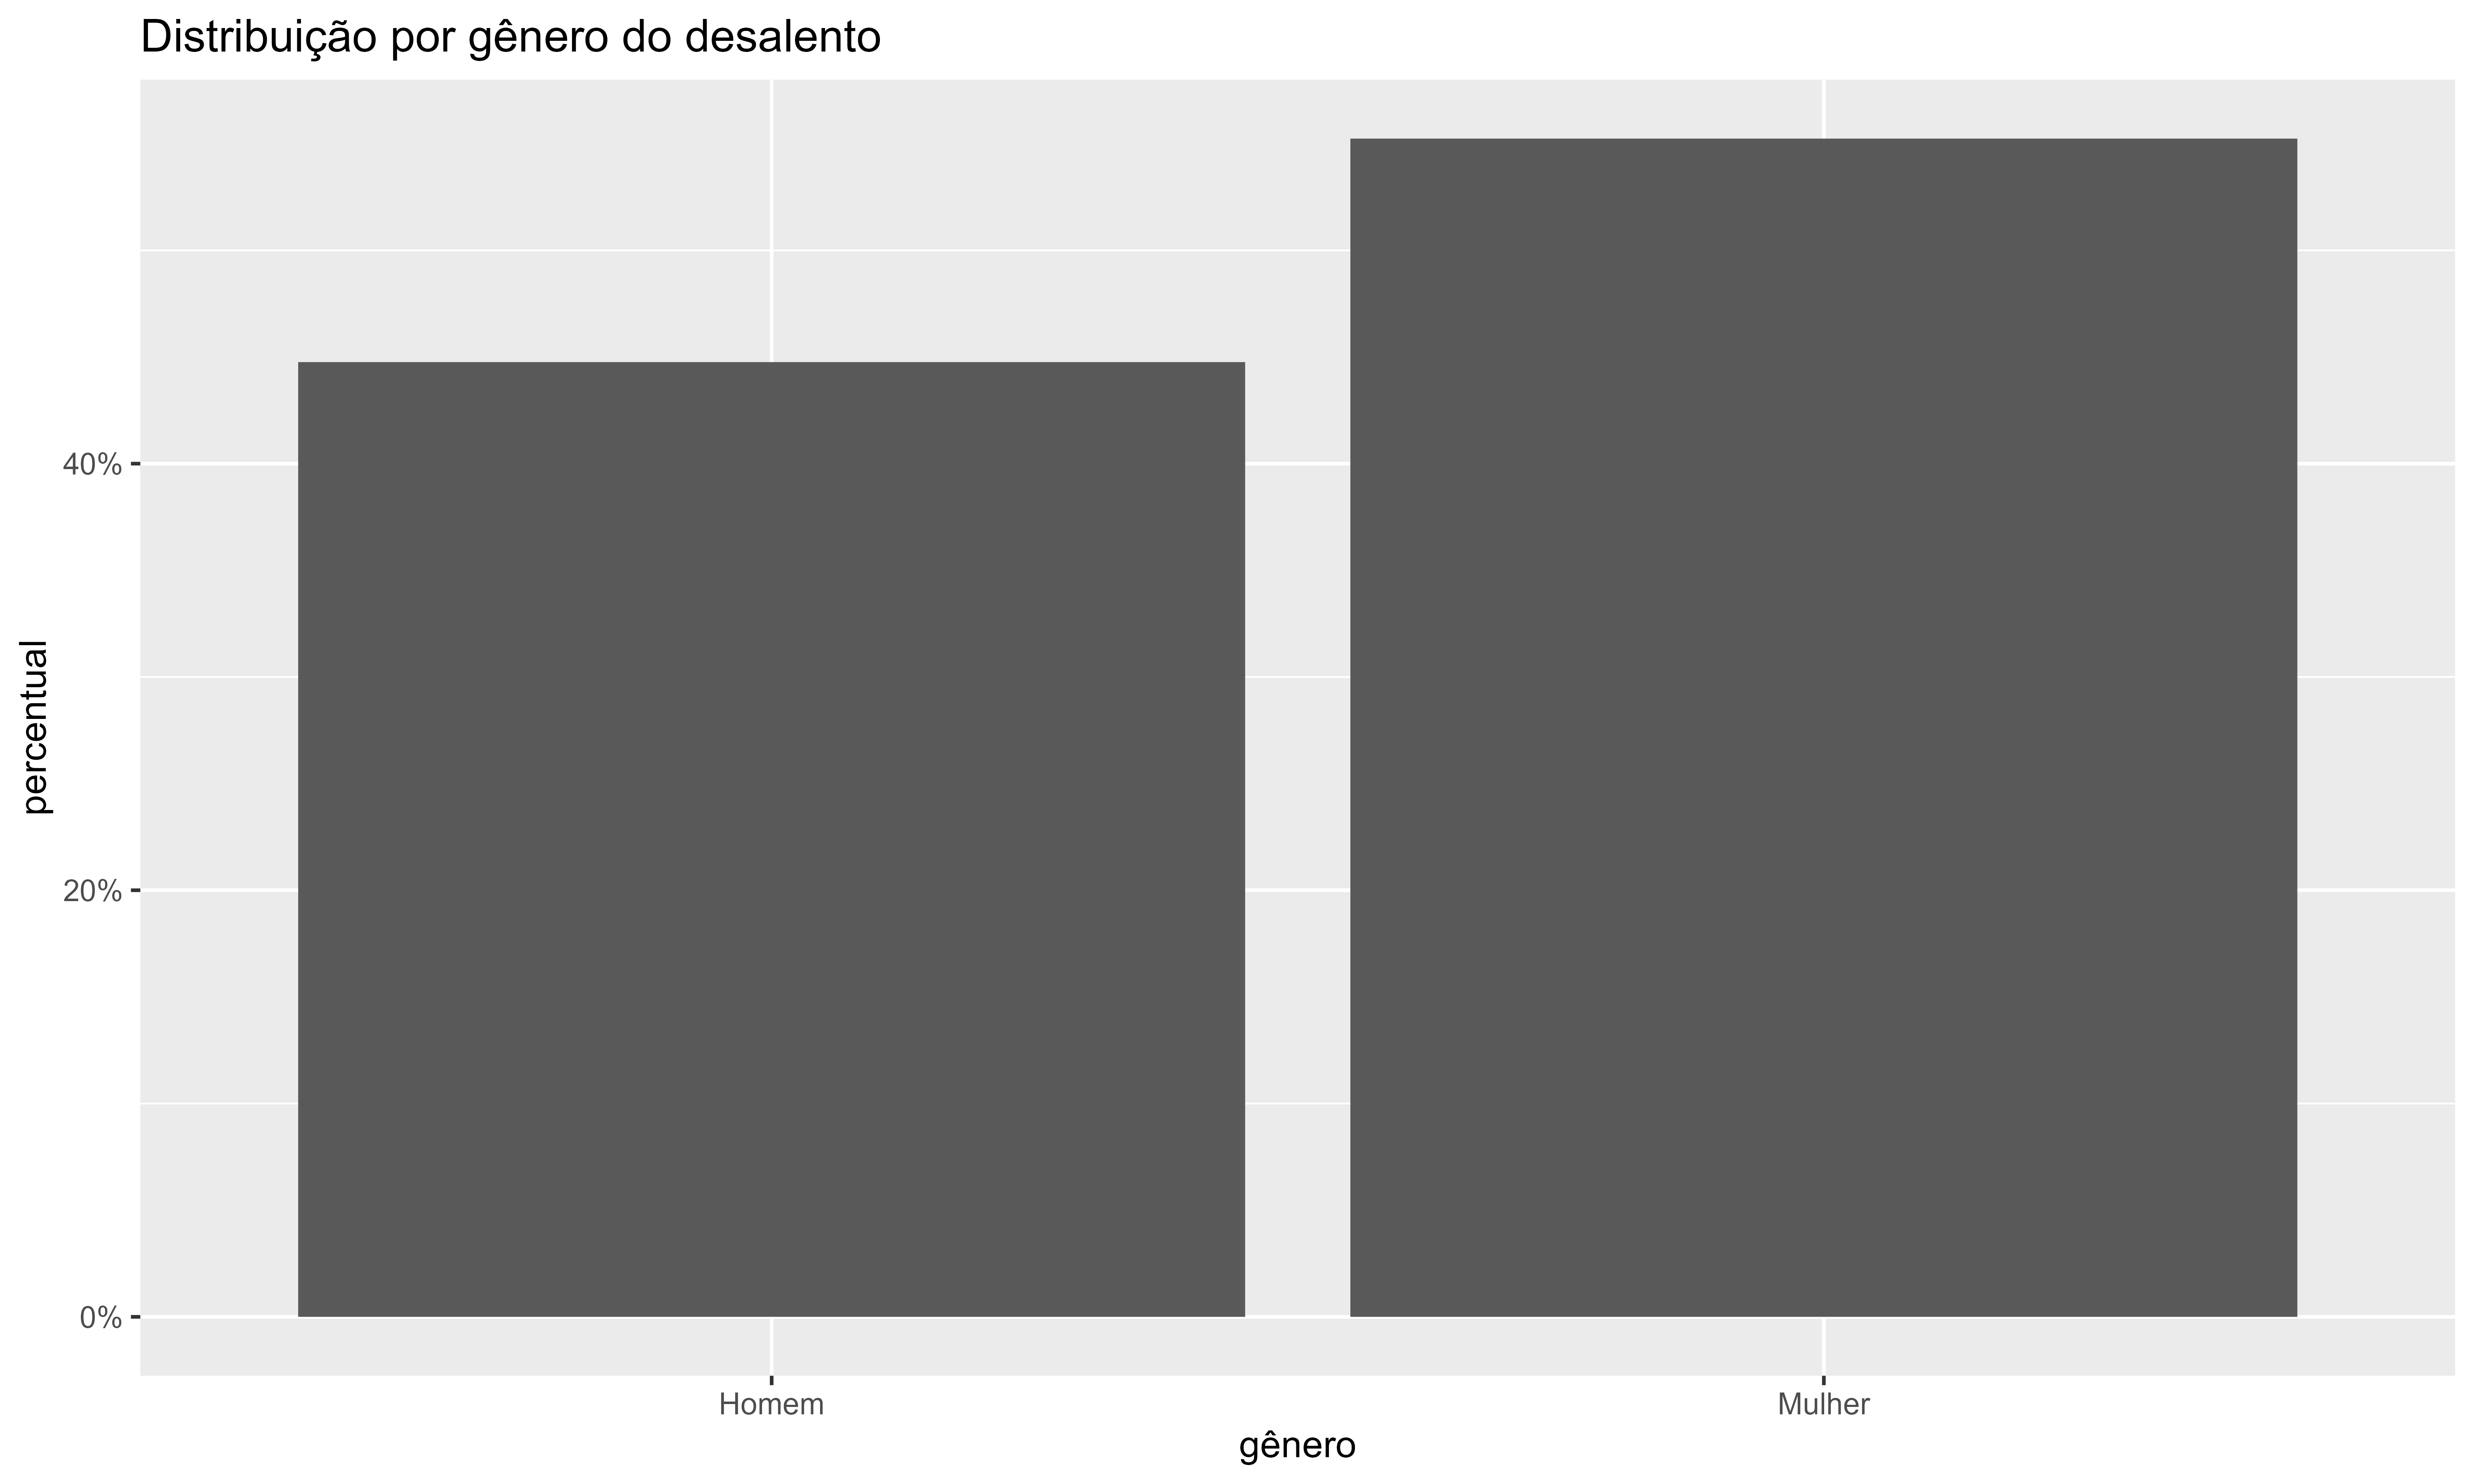 Distribuição por gênero do desalento
percentual
40%
20%
0%
Homem
Mulher
gênero